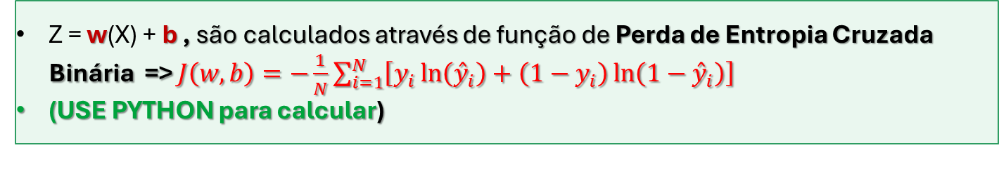 • Z = w(X) + b , são calculados através de função de Perda de Entropia Cruzada
Binária => J(w, b) = −\frac{1}{N} ∑_{i=1}^{N} [y_i ln(ŷ_i) + (1 − y_i) ln(1 − ŷ_i)]
• (USE PYTHON para calcular)